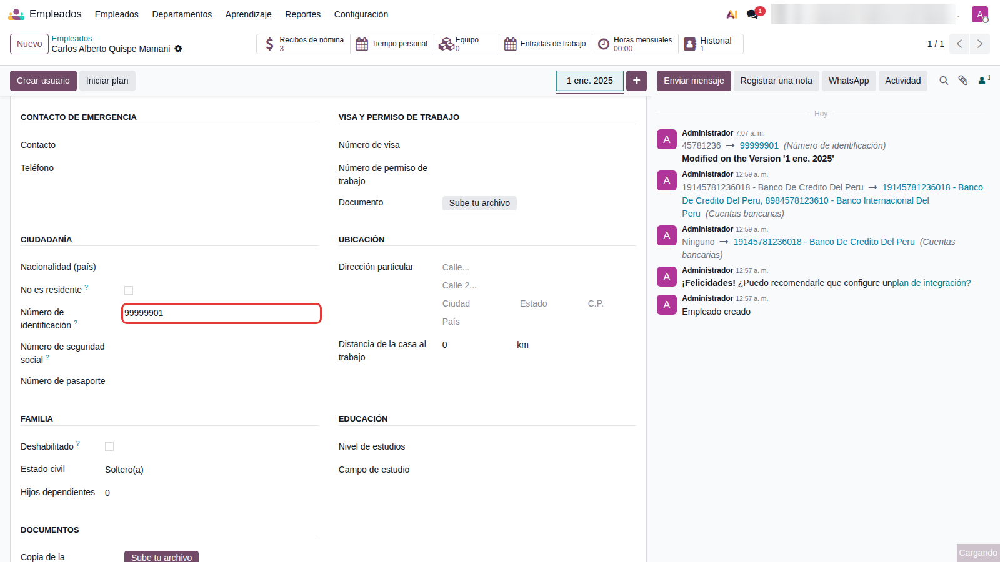 Empleados
Empleados Departamentos Aprendizaje Reportes Configuración
AI 1 A
Nuevo
Empleados
Carlos Alberto Quispe Mamani
Recibos de nómina
3
Tiempo personal
Equipo
0
Entradas de trabajo
Horas mensuales
00:00
Historial
1
1 / 1
Crear usuario Iniciar plan
1 ene. 2025 +
Enviar mensaje Registrar una nota WhatsApp Actividad 1
CONTACTO DE EMERGENCIA
Contacto
Teléfono
VISA Y PERMISO DE TRABAJO
Número de visa
Número de permiso de
trabajo
Documento Sube tu archivo
CIUDADANÍA
Nacionalidad (país)
No es residente ?
Número de
identificación ?
99999901
Número de seguridad
social ?
Número de pasaporte
UBICACIÓN
Dirección particular
Calle...
Calle 2...
Ciudad Estado C.P.
País
Distancia de la casa al
trabajo
0 km
FAMILIA
Deshabilitado ?
Estado civil Soltero(a)
Hijos dependientes 0
EDUCACIÓN
Nivel de estudios
Campo de estudio
DOCUMENTOS
Copia de la Sube tu archivo
Hoy
A
Administrador 7:07 a. m.
45781236 → 99999901 (Número de identificación)
Modified on the Version '1 ene. 2025'
A
Administrador 12:59 a. m.
19145781236018 - Banco De Credito Del Peru → 19145781236018 - Banco
De Credito Del Peru, 8984578123610 - Banco Internacional Del
Peru (Cuentas bancarias)
A
Administrador 12:59 a. m.
Ninguno → 19145781236018 - Banco De Credito Del Peru (Cuentas
bancarias)
A
Administrador 12:57 a. m.
¡Felicidades! ¿Puedo recomendarle que configure unplan de integración?
A
Administrador 12:57 a. m.
Empleado creado
Cargando